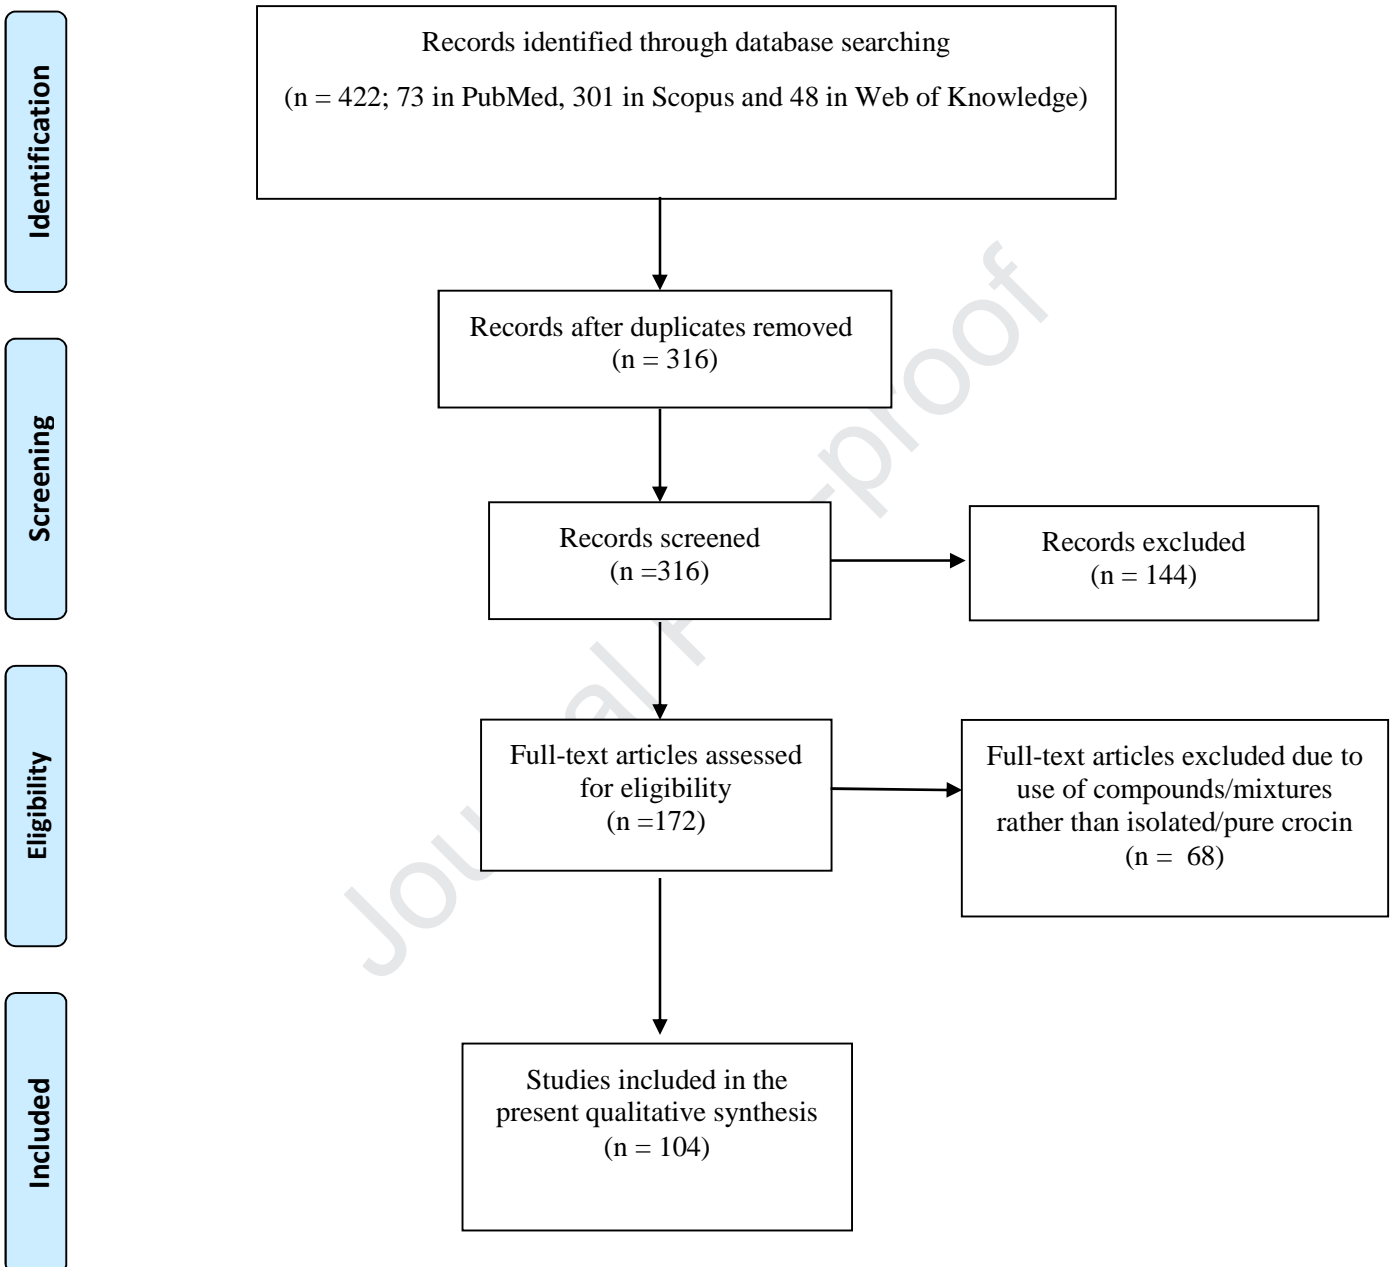 Identification
Records identified through database searching
(n = 422; 73 in PubMed, 301 in Scopus and 48 in Web of Knowledge)
Records after duplicates removed
(n = 316)
Screening
Records screened
(n =316)
Records excluded
(n = 144)
Eligibility
Full-text articles assessed
for eligibility
(n =172)
Full-text articles excluded due to
use of compounds/mixtures
rather than isolated/pure crocin
(n =  68)
Included
Studies included in the
present qualitative synthesis
(n = 104)
Journal P -proof